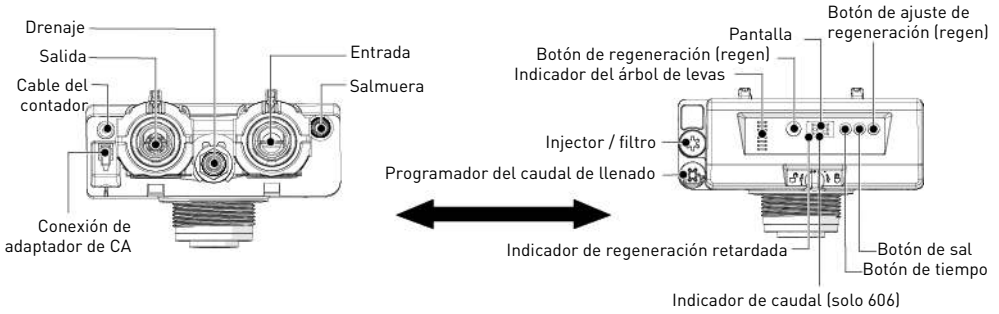 Drenaje
Salida
Cable del
contador
Entrada
Salmuera
Conexión de
adaptador de CA
Botón de ajuste de
regeneración (regen)
Pantalla
Botón de regeneración (regen)
Indicador del árbol de levas
Injector / filtro
Programador del caudal de llenado
Indicador de regeneración retardada
Botón de sal
Botón de tiempo
Indicador de caudal (solo 606)